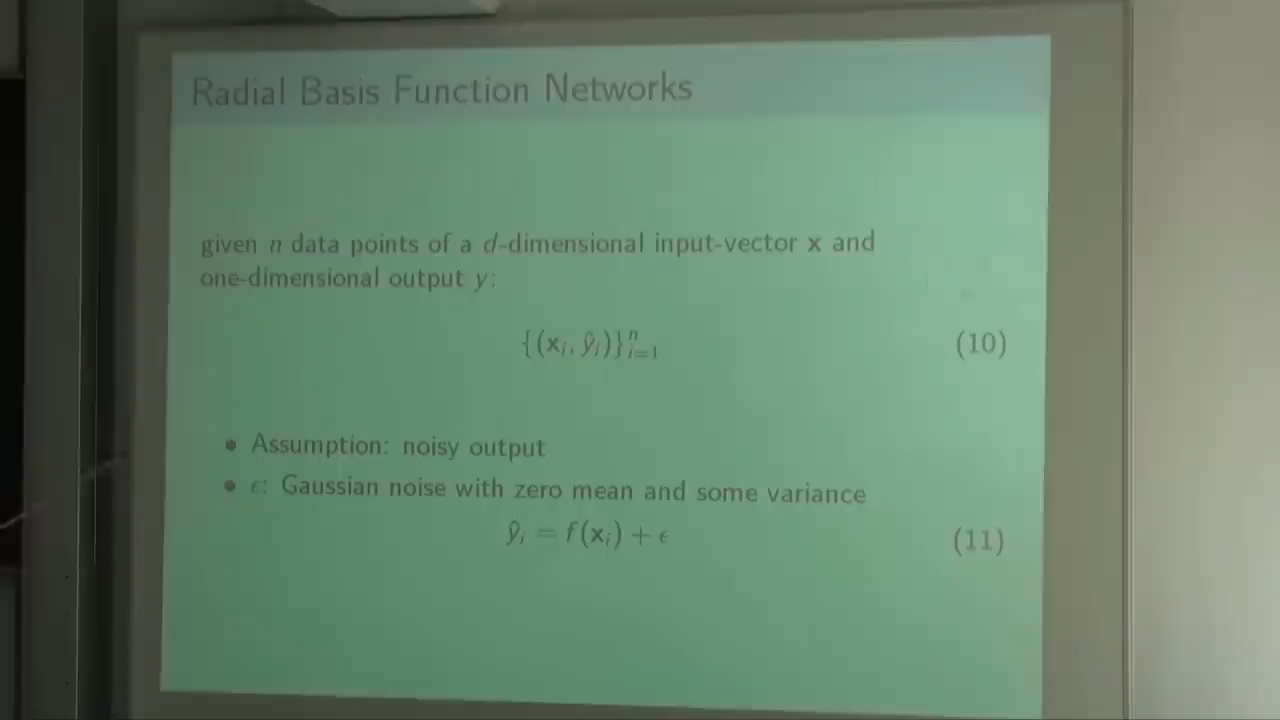 Radial Basis Function Networks
given n data points of a d-dimensional input-vector x and
one-dimensional output y:
{(xᵢ, ŷᵢ)}ⁿᵢ₌₁ (10)
• Assumption: noisy output
• ϵ: Gaussian noise with zero mean and some variance
ŷᵢ = f(xᵢ) + ϵ (11)